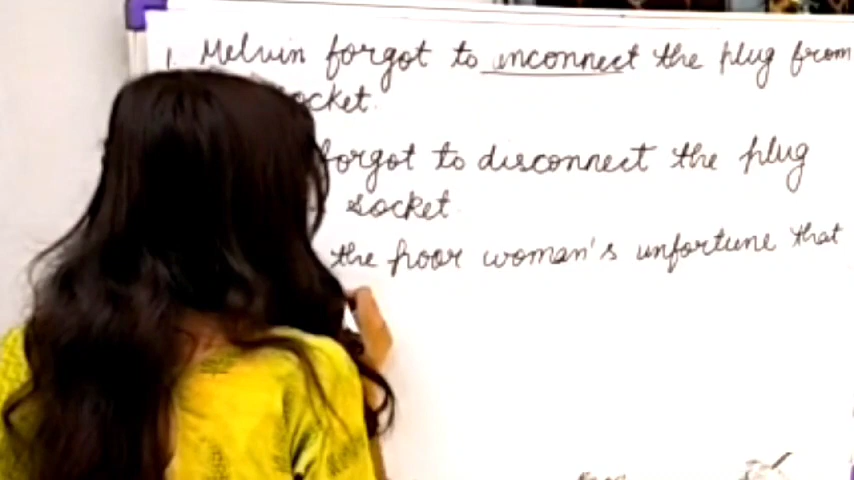 1. Melvin forgot to inconnect the plug from
socket.
forgot to disconnect the plug
socket
the poor woman's unfortune that